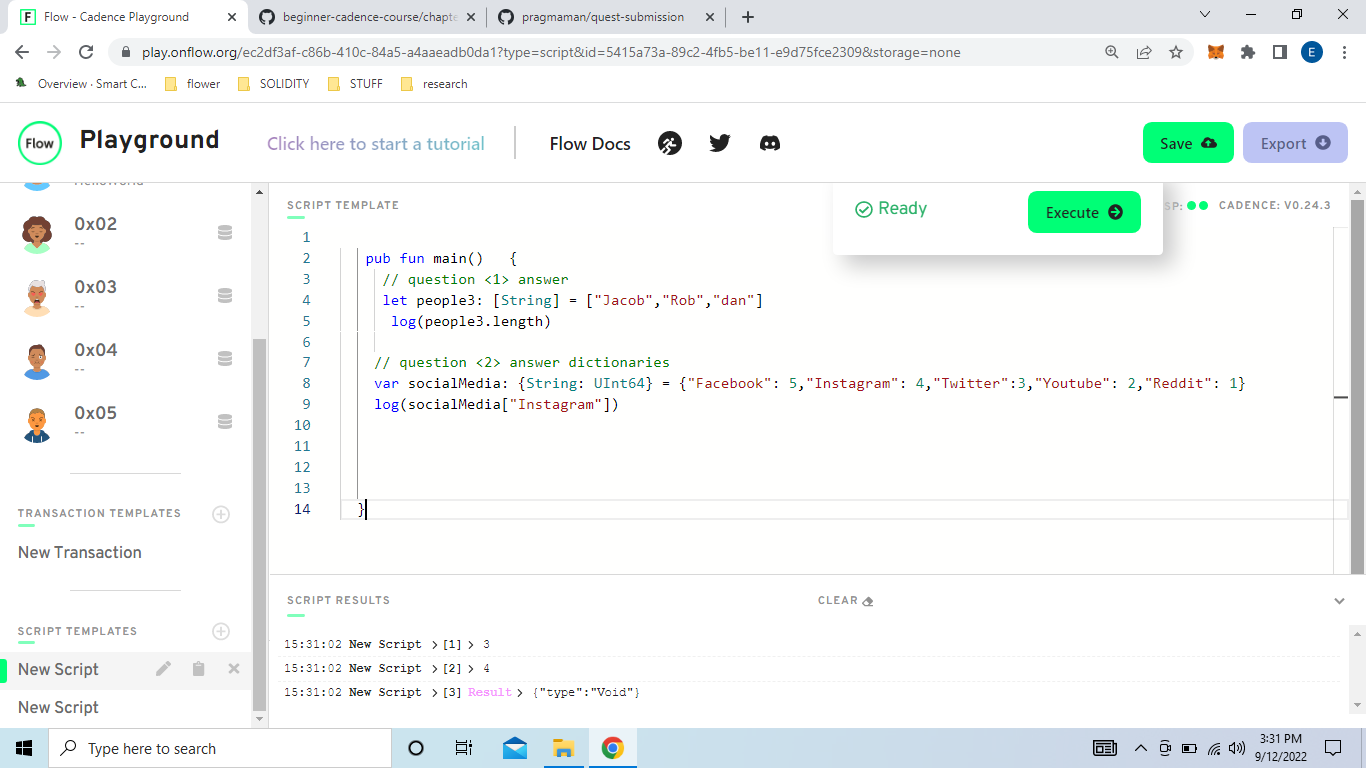 Flow - Cadence Playground
beginner-cadence-course/chapte
pragmaman/quest-submission
play.onflow.org/ec2df3af-c86b-410c-84a5-a4aaeadb0da1?type=script&id=5415a73a-89c2-4fb5-be11-e9d75fce2309&storage=none
E
Overview · Smart C...
flower
SOLIDITY
STUFF
research
Flow
Playground
Click here to start a tutorial
Flow Docs
Save
Export
HelloWorld
0x02
--
0x03
--
0x04
--
0x05
--
TRANSACTION TEMPLATES
New Transaction
SCRIPT TEMPLATES
New Script
New Script
SCRIPT TEMPLATE
Ready
Execute
SP:
CADENCE: V0.24.3
1
2 pub fun main()   {
3 // question <1> answer
4 let people3: [String] = ["Jacob","Rob","dan"]
5 log(people3.length)
6
7 // question <2> answer dictionaries
8 var socialMedia: {String: UInt64} = {"Facebook": 5,"Instagram": 4,"Twitter":3,"Youtube": 2,"Reddit": 1}
9 log(socialMedia["Instagram"])
10
11
12
13
14 }
SCRIPT RESULTS
CLEAR
15:31:02 New Script > [1] > 3
15:31:02 New Script > [2] > 4
15:31:02 New Script > [3] Result > {"type":"Void"}
Type here to search
3:31 PM
9/12/2022